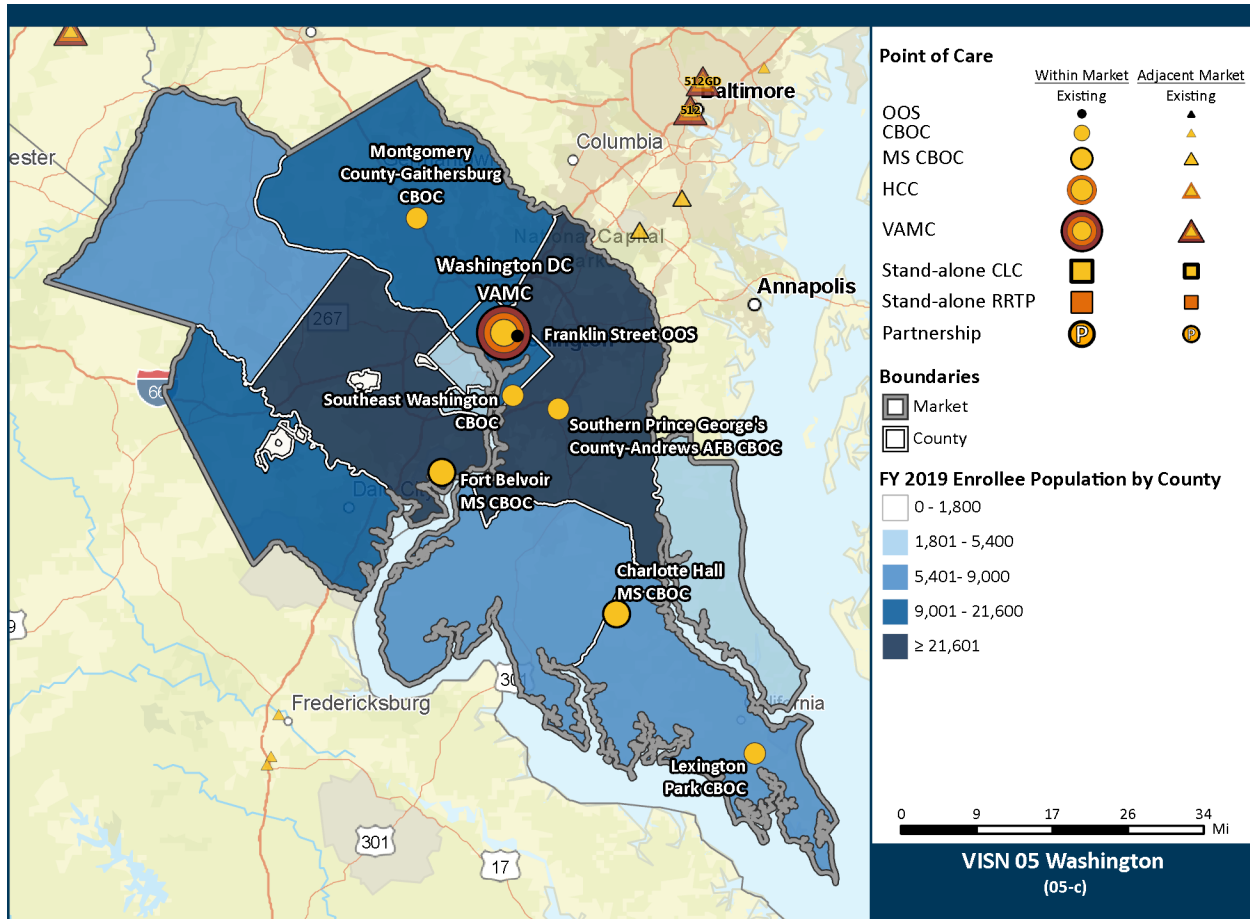 512GD
Baltimore
512
Columbia
ester
Montgomery
County-Gaithersburg
CBOC
National Capital
Washington DC
VAMC
Annapolis
267
Franklin Street OOS
66
Southeast Washington
CBOC
Southern Prince George's
County-Andrews AFB CBOC
Fort Belvoir
MS CBOC
Dale City
Charlotte Hall
MS CBOC
9
301
Fredericksburg
Lexington
Park CBOC
301
17
Point of Care
Within Market
Adjacent Market
Existing
Existing
OOS
CBOC
MS CBOC
HCC
VAMC
Stand-alone CLC
Stand-alone RRTP
Partnership
P
P
Boundaries
Market
County
FY 2019 Enrollee Population by County
0 - 1,800
1,801 - 5,400
5,401- 9,000
9,001 - 21,600
≥ 21,601
0 9 17 26 34
Mi
VISN 05 Washington
(05-c)